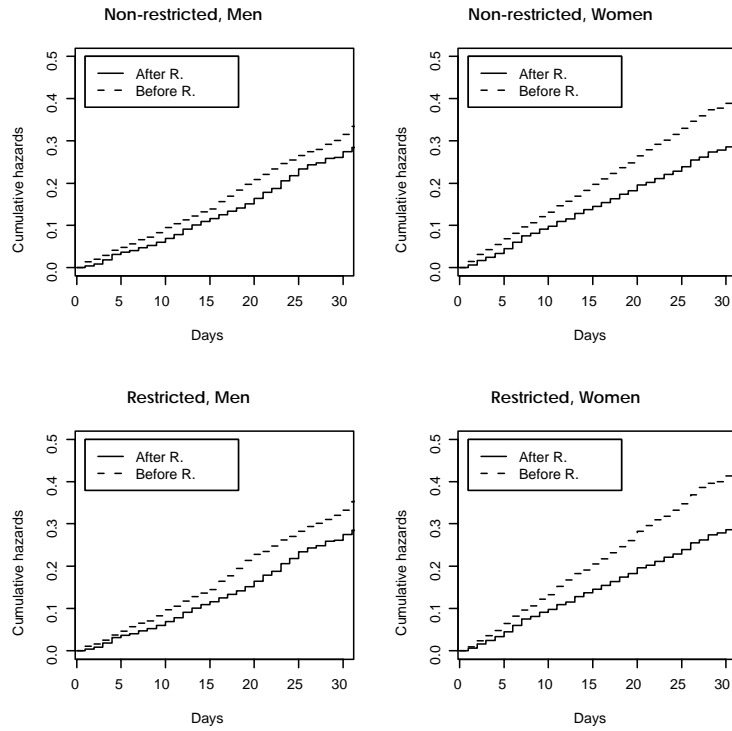 Non-restricted, Men
After R.
Before R.
Cumulative hazards
0.0 0.1 0.2 0.3 0.4 0.5
0 5 10 15 20 25 30
Days
Non-restricted, Women
After R.
Before R.
Cumulative hazards
0.0 0.1 0.2 0.3 0.4 0.5
0 5 10 15 20 25 30
Days
Restricted, Men
After R.
Before R.
Cumulative hazards
0.0 0.1 0.2 0.3 0.4 0.5
0 5 10 15 20 25 30
Days
Restricted, Women
After R.
Before R.
Cumulative hazards
0.0 0.1 0.2 0.3 0.4 0.5
0 5 10 15 20 25 30
Days